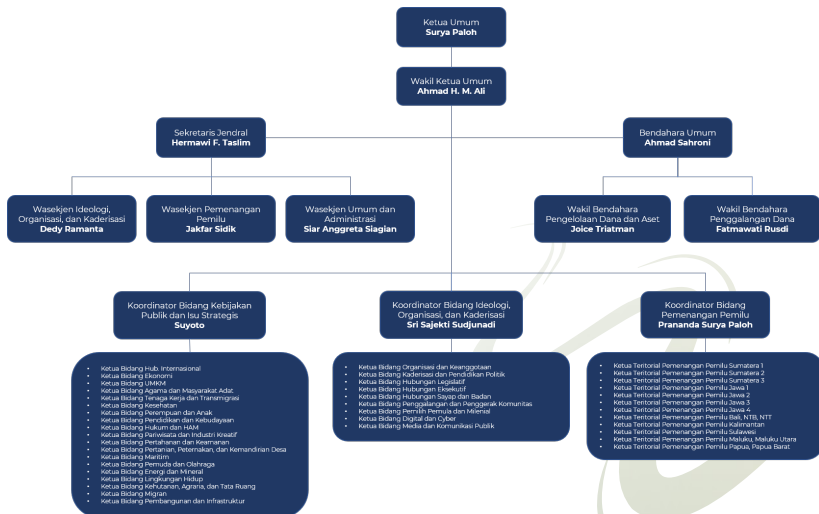 Ketua Umum
Surya Paloh
Wakil Ketua Umum
Ahmad H. M. Ali
Sekretaris Jendral
Hermawi F. Taslim
Bendahara Umum
Ahmad Sahroni
Wasekjen Ideologi,
Organisasi, dan Kaderisasi
Dedy Ramanta
Wasekjen Pemenangan
Pemilu
Jakfar Sidik
Wasekjen Umum dan
Administrasi
Siar Anggreta Siagian
Wakil Bendahara
Pengelolaan Dana dan Aset
Joice Triatman
Wakil Bendahara
Penggalangan Dana
Fatmawati Rusdi
Koordinator Bidang Kebijakan
Publik dan Isu Strategis
Suyoto
Koordinator Bidang Ideologi,
Organisasi, dan Kaderisasi
Sri Sajekti Sudjunadi
Koordinator Bidang
Pemenangan Pemilu
Prananda Surya Paloh
• Ketua Bidang Hub. Internasional
• Ketua Bidang Ekonomi
• Ketua Bidang UMKM
• Ketua Bidang Agama dan Masyarakat Adat
• Ketua Bidang Tenaga Kerja dan Transmigrasi
• Ketua Bidang Kesehatan
• Ketua Bidang Perempuan dan Anak
• Ketua Bidang Pendidikan dan Kebudayaan
• Ketua Bidang Hukum dan HAM
• Ketua Bidang Pariwisata dan Industri Kreatif
• Ketua Bidang Pertahanan dan Keamanan
• Ketua Bidang Pertanian, Peternakan, dan Kemandirian Desa
• Ketua Bidang Maritim
• Ketua Bidang Pemuda dan Olahraga
• Ketua Bidang Energi dan Mineral
• Ketua Bidang Lingkungan Hidup
• Ketua Bidang Kehutanan, Agraria, dan Tata Ruang
• Ketua Bidang Migran
• Ketua Bidang Pembangunan dan Infrastruktur
• Ketua Bidang Organisasi dan Keanggotaan
• Ketua Bidang Kaderisasi dan Pendidikan Politik
• Ketua Bidang Hubungan Legislatif
• Ketua Bidang Hubungan Eksekutif
• Ketua Bidang Hubungan Sayap dan Badan
• Ketua Bidang Penggalangan dan Penggerak Komunitas
• Ketua Bidang Pemilih Pemula dan Milenial
• Ketua Bidang Digital dan Cyber
• Ketua Bidang Media dan Komunikasi Publik
• Ketua Teritorial Pemenangan Pemilu Sumatera 1
• Ketua Teritorial Pemenangan Pemilu Sumatera 2
• Ketua Teritorial Pemenangan Pemilu Sumatera 3
• Ketua Teritorial Pemenangan Pemilu Jawa 1
• Ketua Teritorial Pemenangan Pemilu Jawa 2
• Ketua Teritorial Pemenangan Pemilu Jawa 3
• Ketua Teritorial Pemenangan Pemilu Jawa 4
• Ketua Teritorial Pemenangan Pemilu Bali, NTB, NTT
• Ketua Teritorial Pemenangan Pemilu Kalimantan
• Ketua Teritorial Pemenangan Pemilu Sulawesi
• Ketua Teritorial Pemenangan Pemilu Maluku, Maluku Utara
• Ketua Teritorial Pemenangan Pemilu Papua, Papua Barat